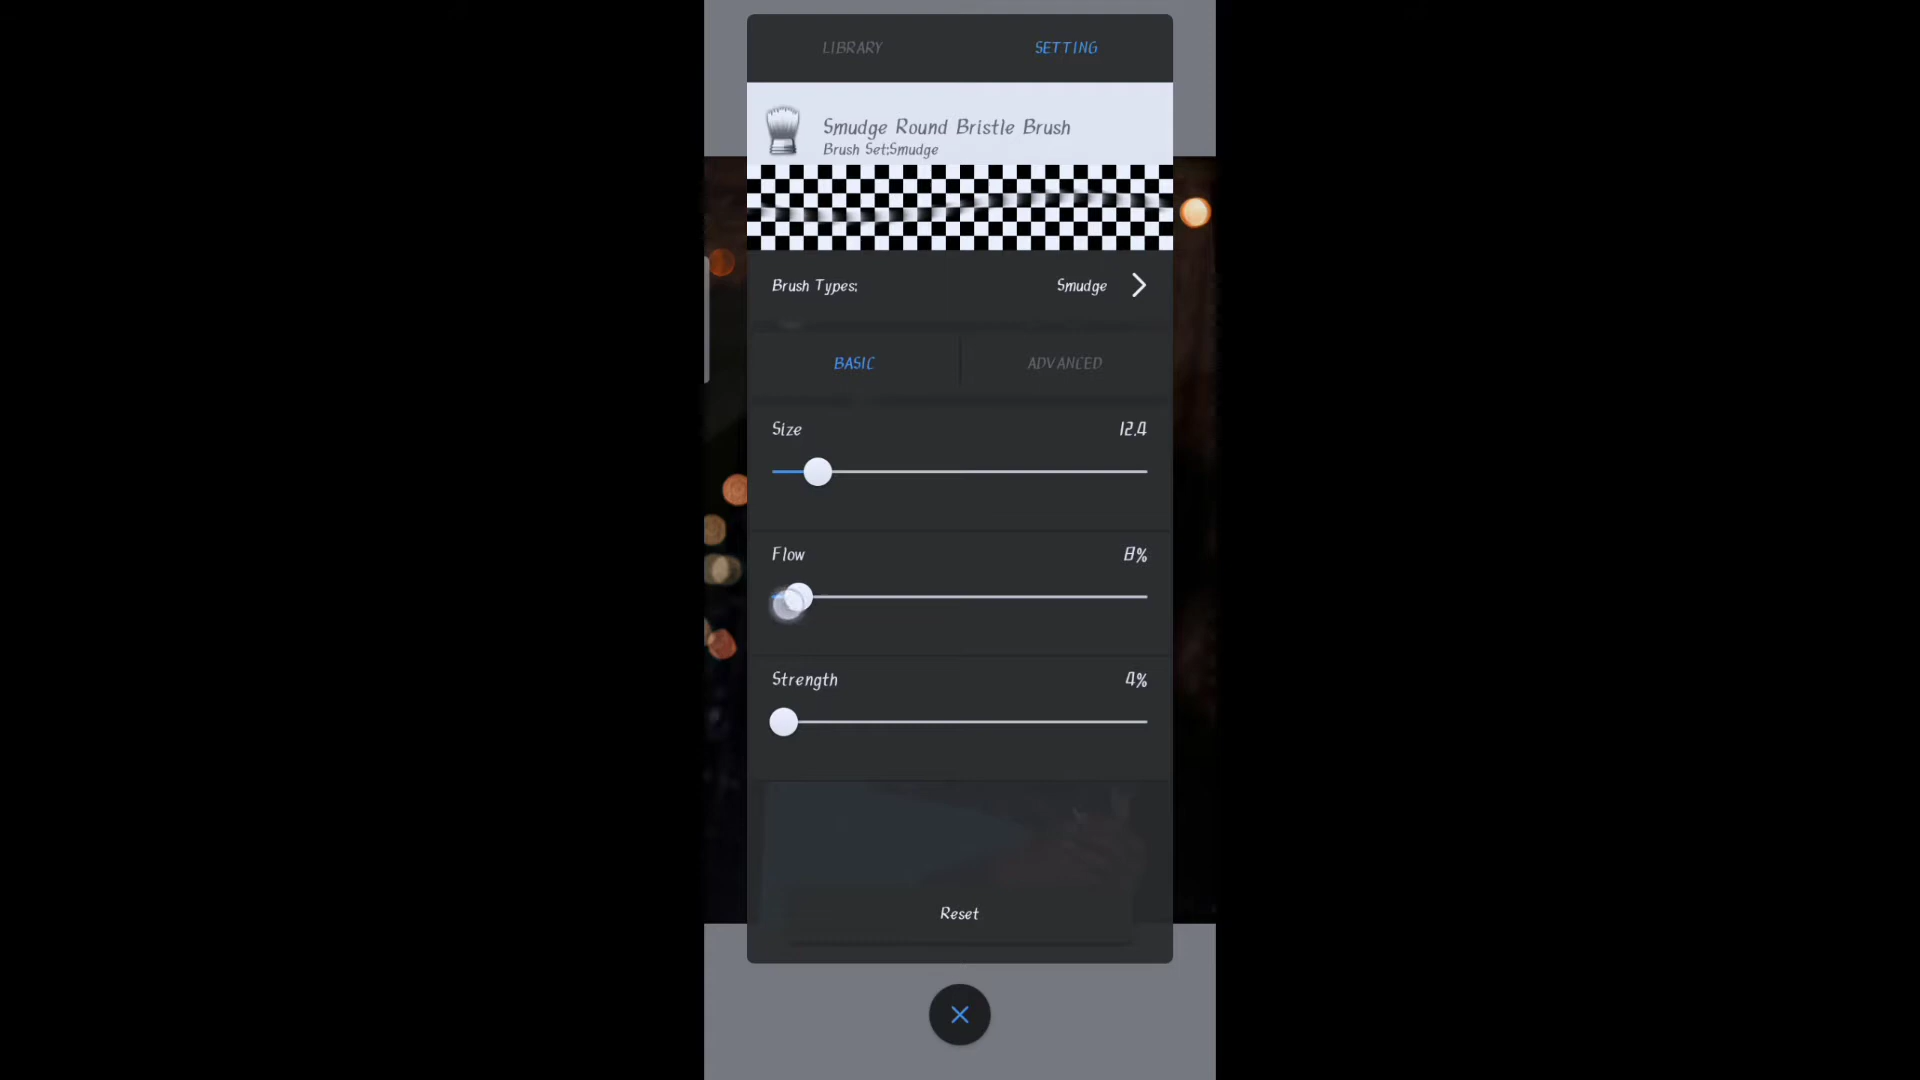 LIBRARY SETTING
Smudge Round Bristle Brush
Brush Set:Smudge
Brush Types: Smudge
BASIC ADVANCED
Size 12.4
Flow 8%
Strength 4%
Reset